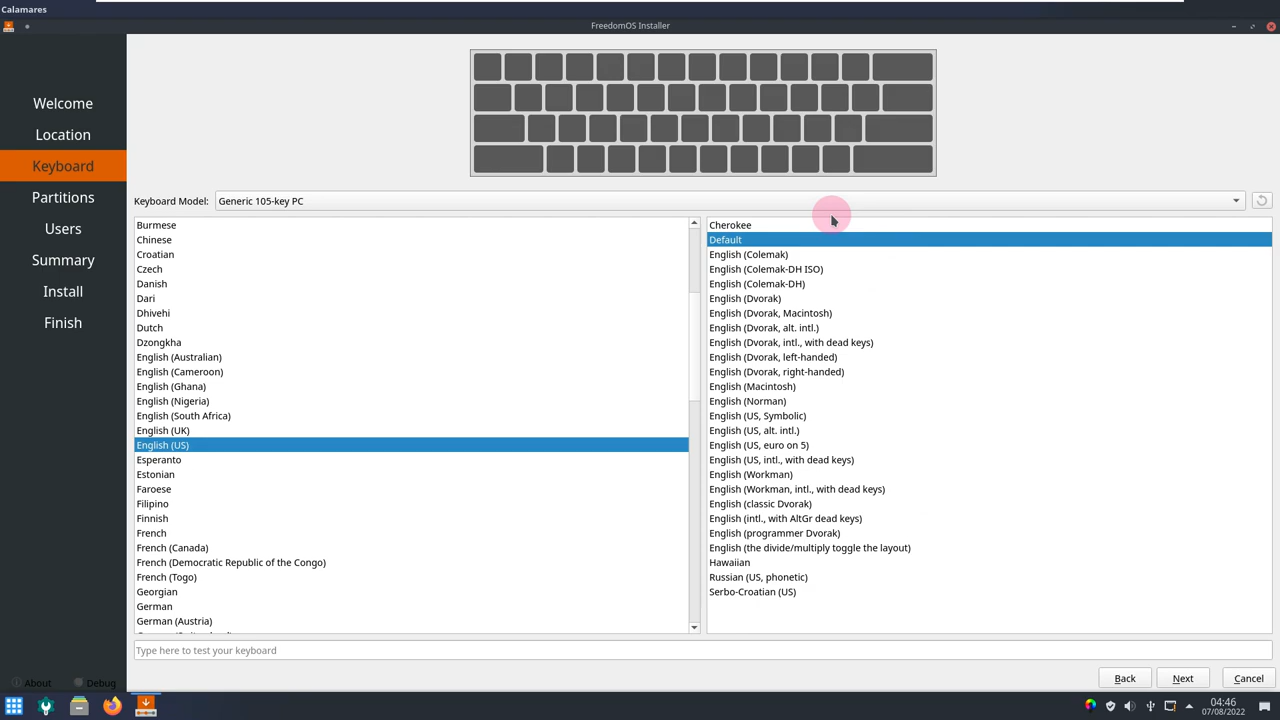 Calamares
FreedomOS Installer
Welcome
Location
Keyboard
Partitions
Users
Summary
Install
Finish
About
Debug
Keyboard Model:
Generic 105-key PC
Burmese
Chinese
Croatian
Czech
Danish
Dari
Dhivehi
Dutch
Dzongkha
English (Australian)
English (Cameroon)
English (Ghana)
English (Nigeria)
English (South Africa)
English (UK)
English (US)
Esperanto
Estonian
Faroese
Filipino
Finnish
French
French (Canada)
French (Democratic Republic of the Congo)
French (Togo)
Georgian
German
German (Austria)
Cherokee
Default
English (Colemak)
English (Colemak-DH ISO)
English (Colemak-DH)
English (Dvorak)
English (Dvorak, Macintosh)
English (Dvorak, alt. intl.)
English (Dvorak, intl., with dead keys)
English (Dvorak, left-handed)
English (Dvorak, right-handed)
English (Macintosh)
English (Norman)
English (US, Symbolic)
English (US, alt. intl.)
English (US, euro on 5)
English (US, intl., with dead keys)
English (Workman)
English (Workman, intl., with dead keys)
English (classic Dvorak)
English (intl., with AltGr dead keys)
English (programmer Dvorak)
English (the divide/multiply toggle the layout)
Hawaiian
Russian (US, phonetic)
Serbo-Croatian (US)
Type here to test your keyboard
Back
Next
Cancel
04:46
07/08/2022